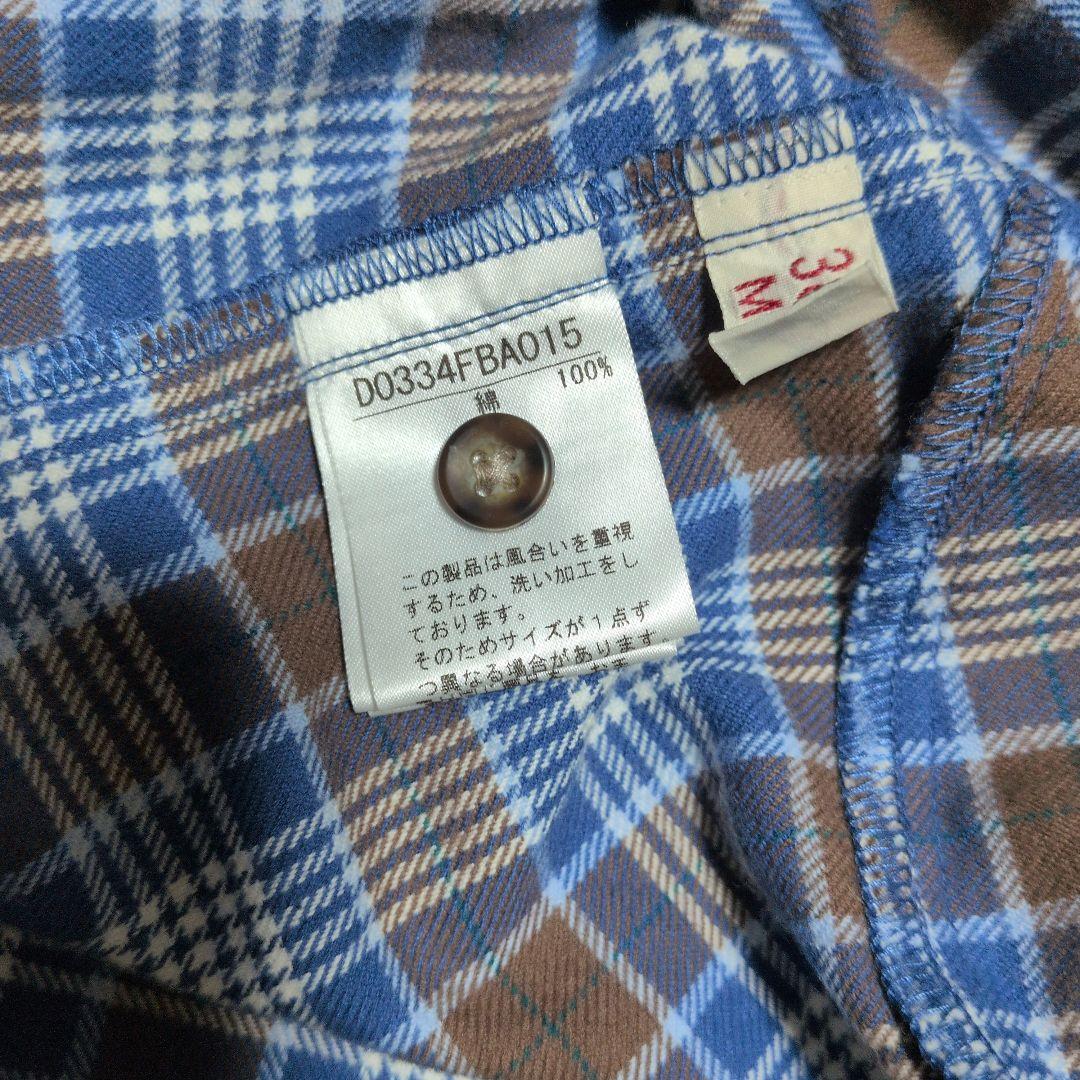 D0334FBA015
綿 100%
この製品は風合いを重視
するため、洗い加工をし
ております。
そのためサイズが1点ず
つ異なる場合があります
3
M